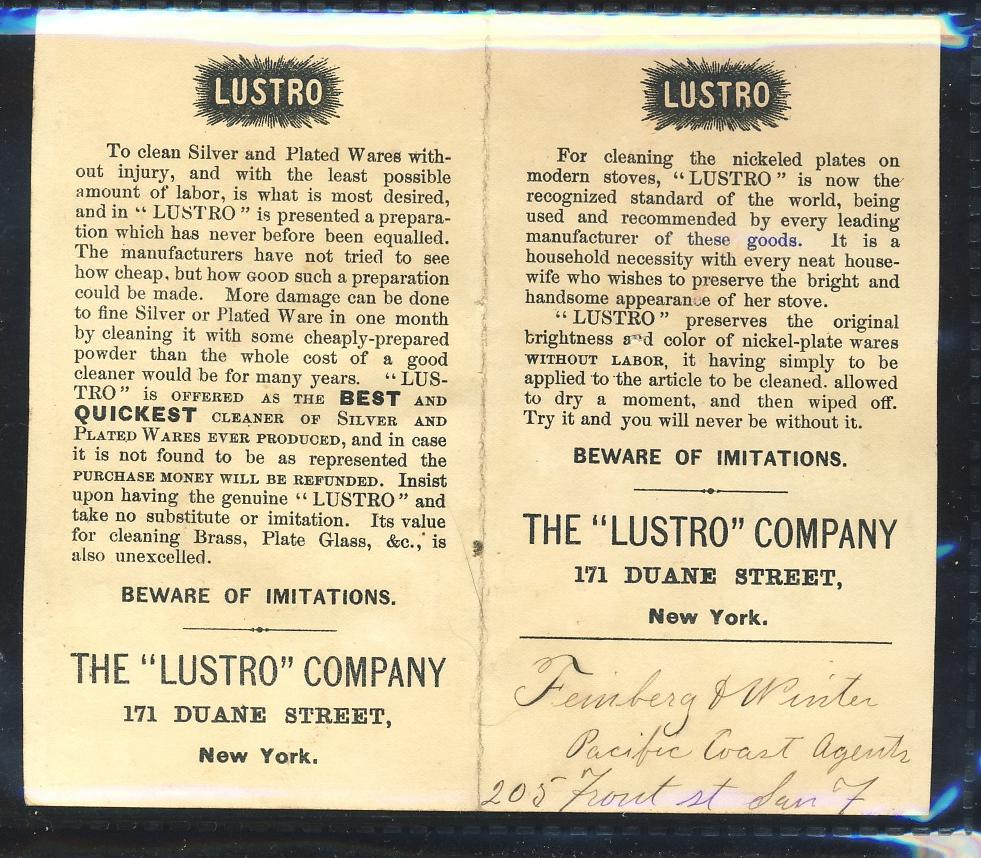 LUSTRO
To clean Silver and Plated Wares with-
out injury, and with the least possible
amount of labor, is what is most desired,
and in “ LUSTRO ” is presented a prepara-
tion which has never before been equalled.
The manufacturers have not tried to see
how cheap, but how GOOD such a preparation
could be made. More damage can be done
to fine Silver or Plated Ware in one month
by cleaning it with some cheaply-prepared
powder than the whole cost of a good
cleaner would be for many years. “ LUS-
TRO ” IS OFFERED AS THE BEST AND
QUICKEST CLEANER OF SILVER AND
PLATED WARES EVER PRODUCED, and in case
it is not found to be as represented the
PURCHASE MONEY WILL BE REFUNDED. Insist
upon having the genuine “ LUSTRO ” and
take no substitute or imitation. Its value
for cleaning Brass, Plate Glass, &c., is
also unexcelled.
BEWARE OF IMITATIONS.
THE “LUSTRO” COMPANY
171 DUANE STREET,
New York.
LUSTRO
For cleaning the nickeled plates on
modern stoves, “ LUSTRO ” is now the
recognized standard of the world, being
used and recommended by every leading
manufacturer of these goods. It is a
household necessity with every neat house-
wife who wishes to preserve the bright and
handsome appearance of her stove.
“ LUSTRO ” preserves the original
brightness and color of nickel-plate wares
WITHOUT LABOR, it having simply to be
applied to the article to be cleaned. allowed
to dry a moment, and then wiped off.
Try it and you will never be without it.
BEWARE OF IMITATIONS.
THE “LUSTRO” COMPANY
171 DUANE STREET,
New York.
Feinberg & Winter
Pacific Coast Agents
205 Front st San F